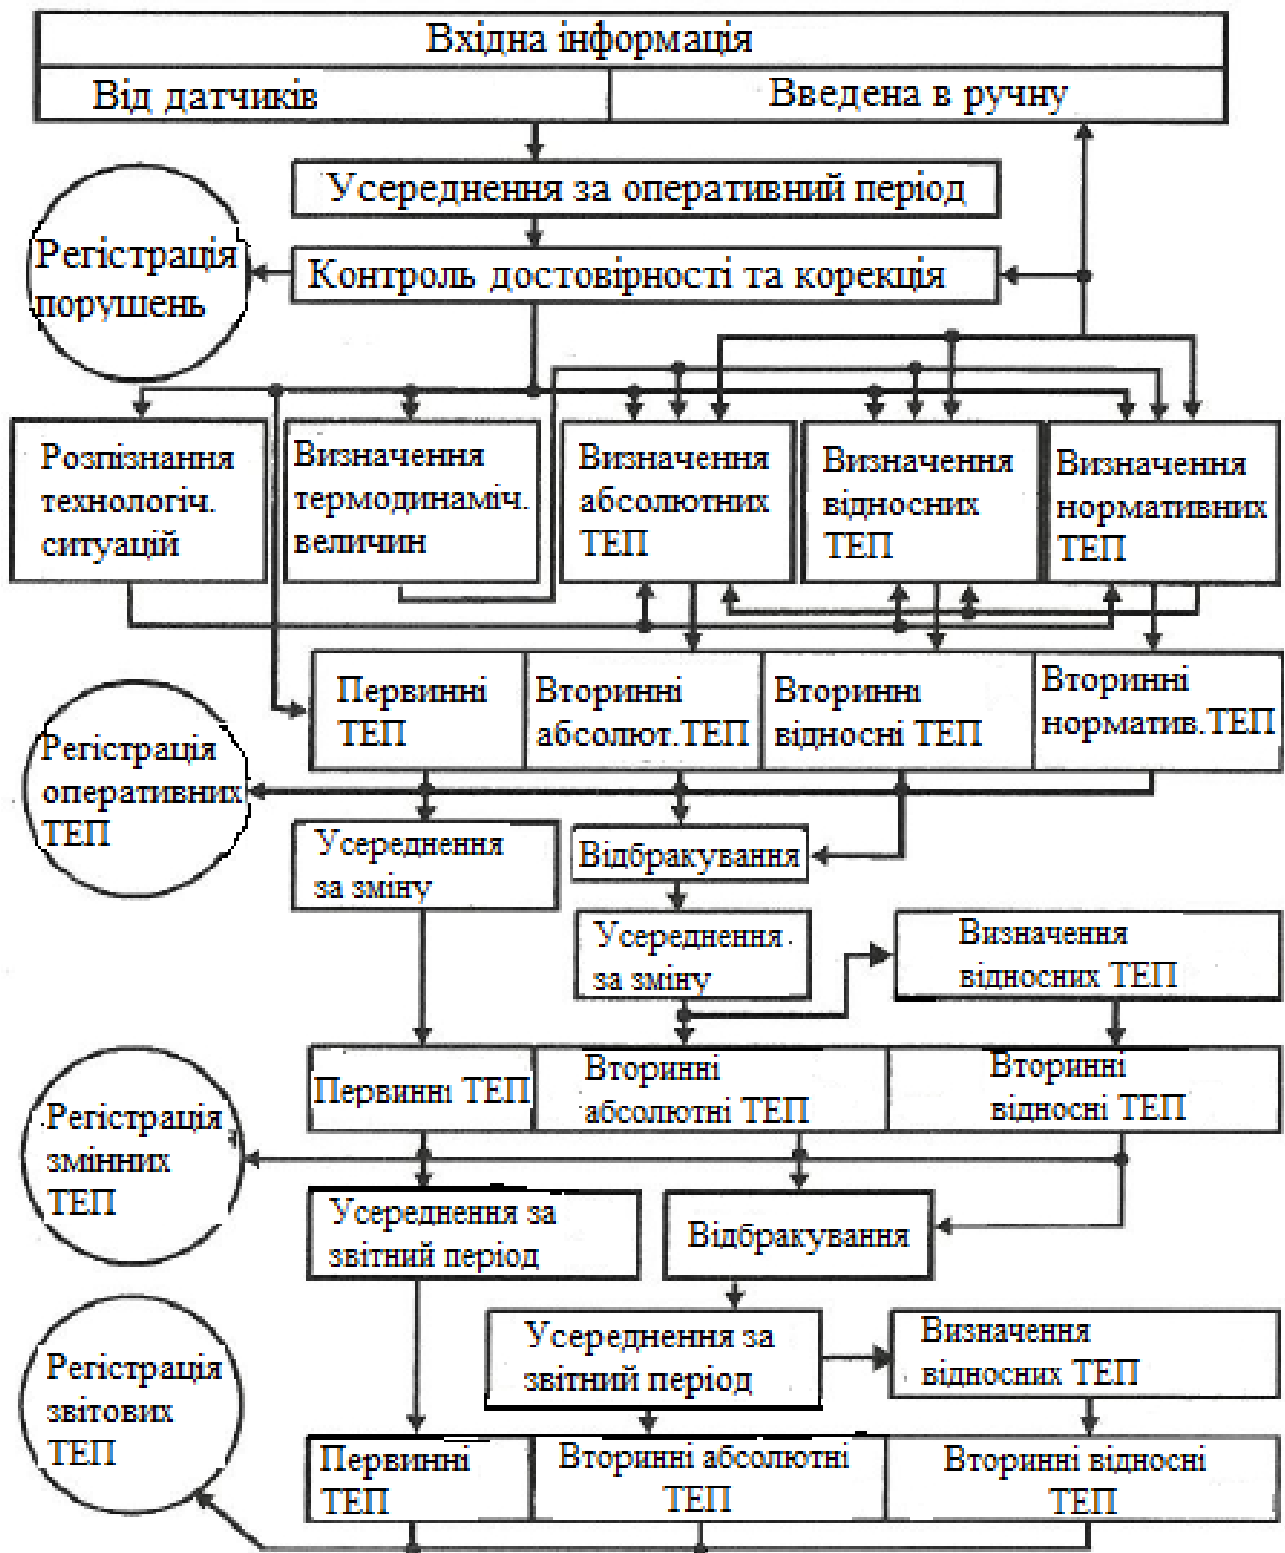 Вхідна інформація
Від датчиків
Введена в ручну
Усереднення за оперативний період
Регістрація
порушень
Контроль достовірності та корекція
Розпізнання
технологіч.
ситуацій
Визначення
термодинаміч.
величин
Визначення
абсолютних
ТЕП
Визначення
відносних
ТЕП
Визначення
нормативних
ТЕП
Первинні
ТЕП
Вторинні
абсолют.ТЕП
Вторинні
відносні ТЕП
Вторинні
норматив.ТЕП
Регістрація
оперативних
ТЕП
Усереднення
за зміну
Відбракування
Усереднення
за зміну
Визначення
відносних ТЕП
Первинні ТЕП
Вторинні
абсолютні ТЕП
Вторинні
відносні ТЕП
Регістрація
змінних
ТЕП
Усереднення за
звітний період
Відбракування
Усереднення за
звітний період
Визначення
відносних ТЕП
Регістрація
звітових
ТЕП
Первинні
ТЕП
Вторинні абсолютні
ТЕП
Вторинні відносні
ТЕП